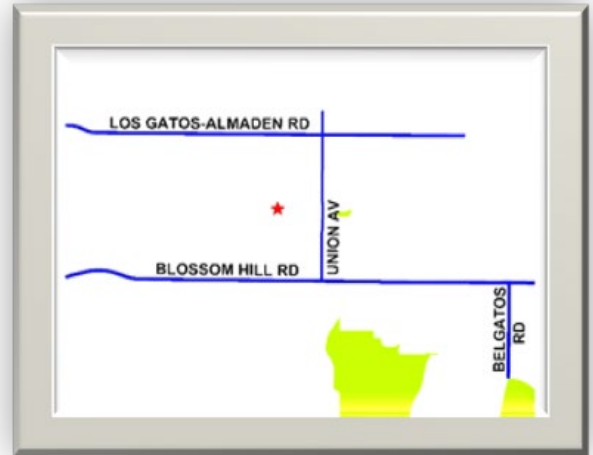 LOS GATOS-ALMADEN RD
UNION AV
BLOSSOM HILL RD
BELGATOS
RD